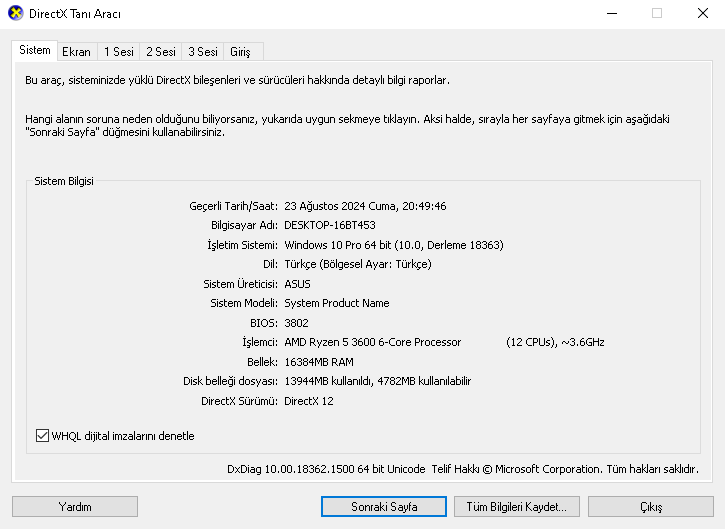 DirectX Tanı Aracı
Sistem Ekran 1 Sesi 2 Sesi 3 Sesi Giriş
Bu araç, sisteminizde yüklü DirectX bileşenleri ve sürücüleri hakkında detaylı bilgi raporlar.
Hangi alanın soruna neden olduğunu biliyorsanız, yukarıda uygun sekmeye tıklayın. Aksi halde, sırayla her sayfaya gitmek için aşağıdaki
"Sonraki Sayfa" düğmesini kullanabilirsiniz.
Sistem Bilgisi
Geçerli Tarih/Saat: 23 Ağustos 2024 Cuma, 20:49:46
Bilgisayar Adı: DESKTOP-16BT453
İşletim Sistemi: Windows 10 Pro 64 bit (10.0, Derleme 18363)
Dil: Türkçe (Bölgesel Ayar: Türkçe)
Sistem Üreticisi: ASUS
Sistem Modeli: System Product Name
BIOS: 3802
İşlemci: AMD Ryzen 5 3600 6-Core Processor (12 CPUs), ~3.6GHz
Bellek: 16384MB RAM
Disk belleği dosyası: 13944MB kullanıldı, 4782MB kullanılabilir
DirectX Sürümü: DirectX 12
WHQL dijital imzalarını denetle
DxDiag 10.00.18362.1500 64 bit Unicode Telif Hakkı © Microsoft Corporation. Tüm hakları saklıdır.
Yardım Sonraki Sayfa Tüm Bilgileri Kaydet... Çıkış